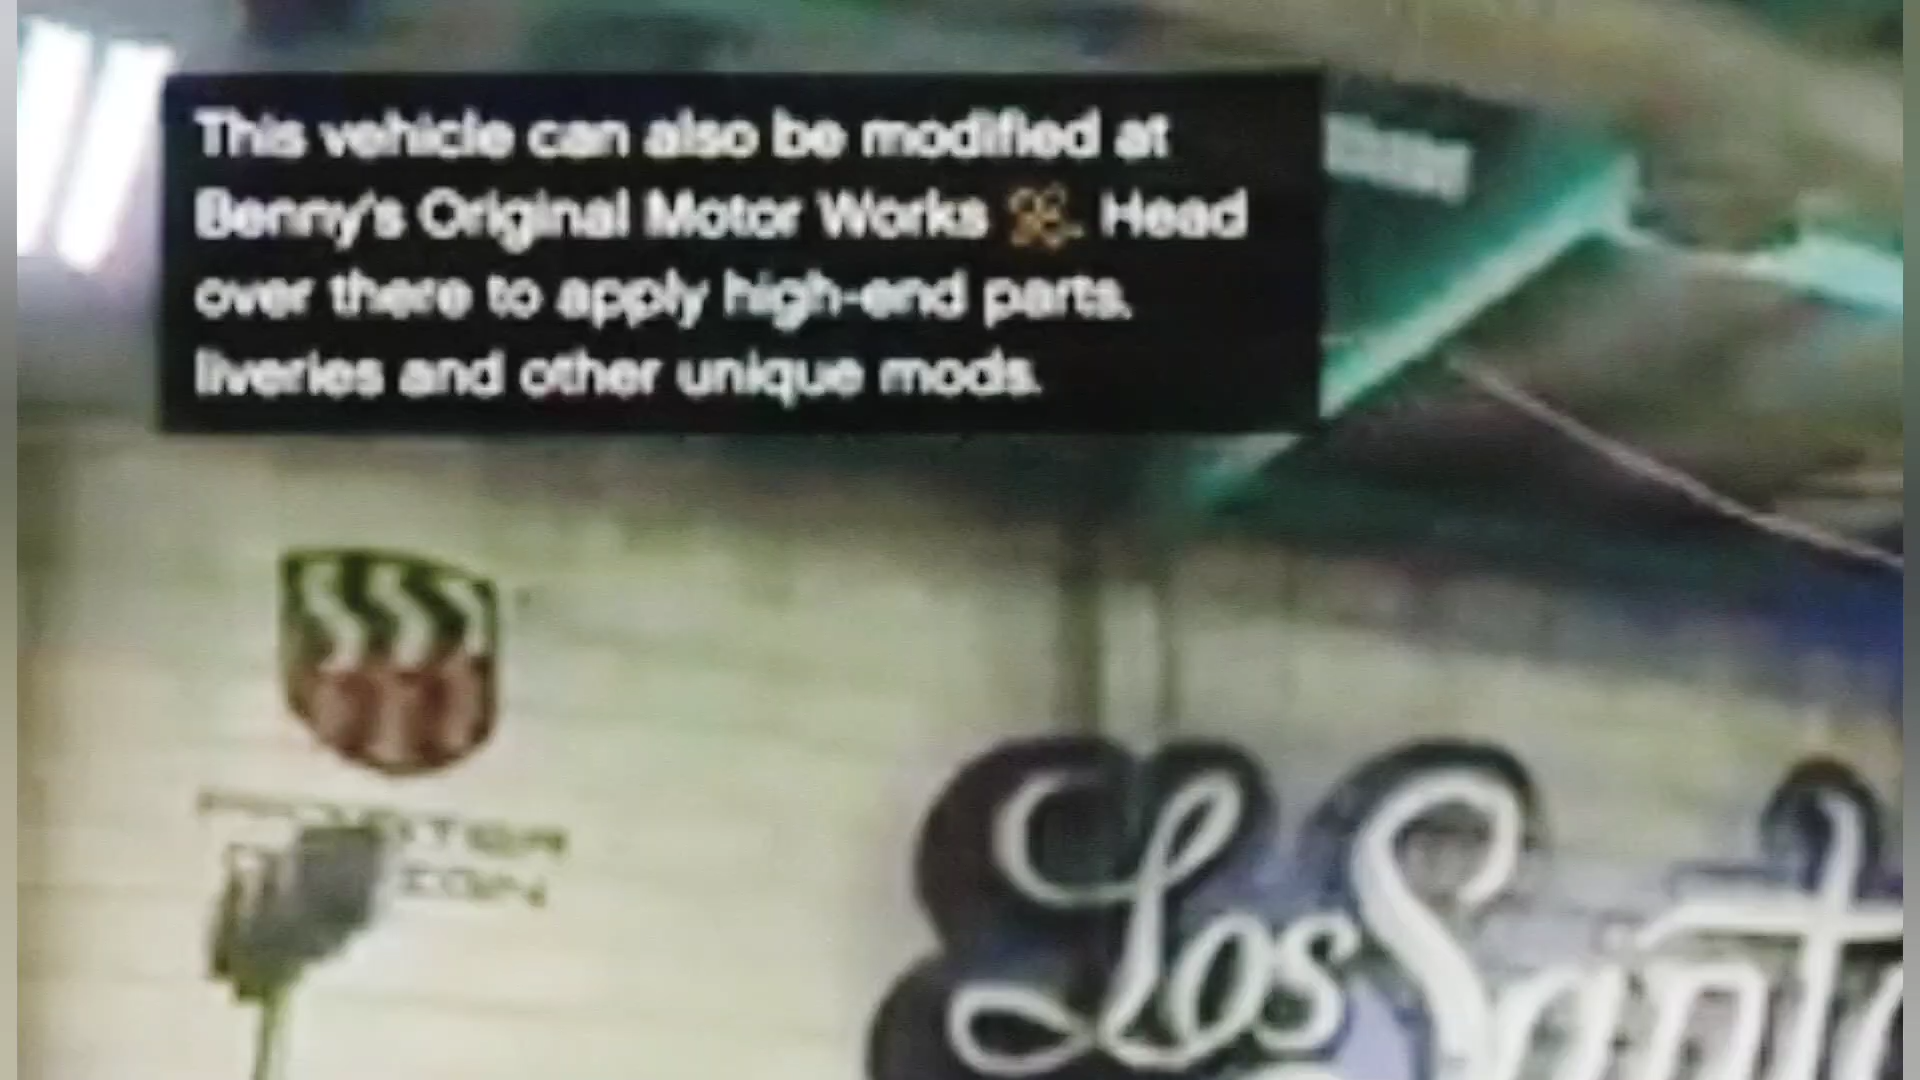 This vehicle can also be modified at
Benny's Original Motor Works . Head
over there to apply high-end parts,
liveries and other unique mods.
Los Santo